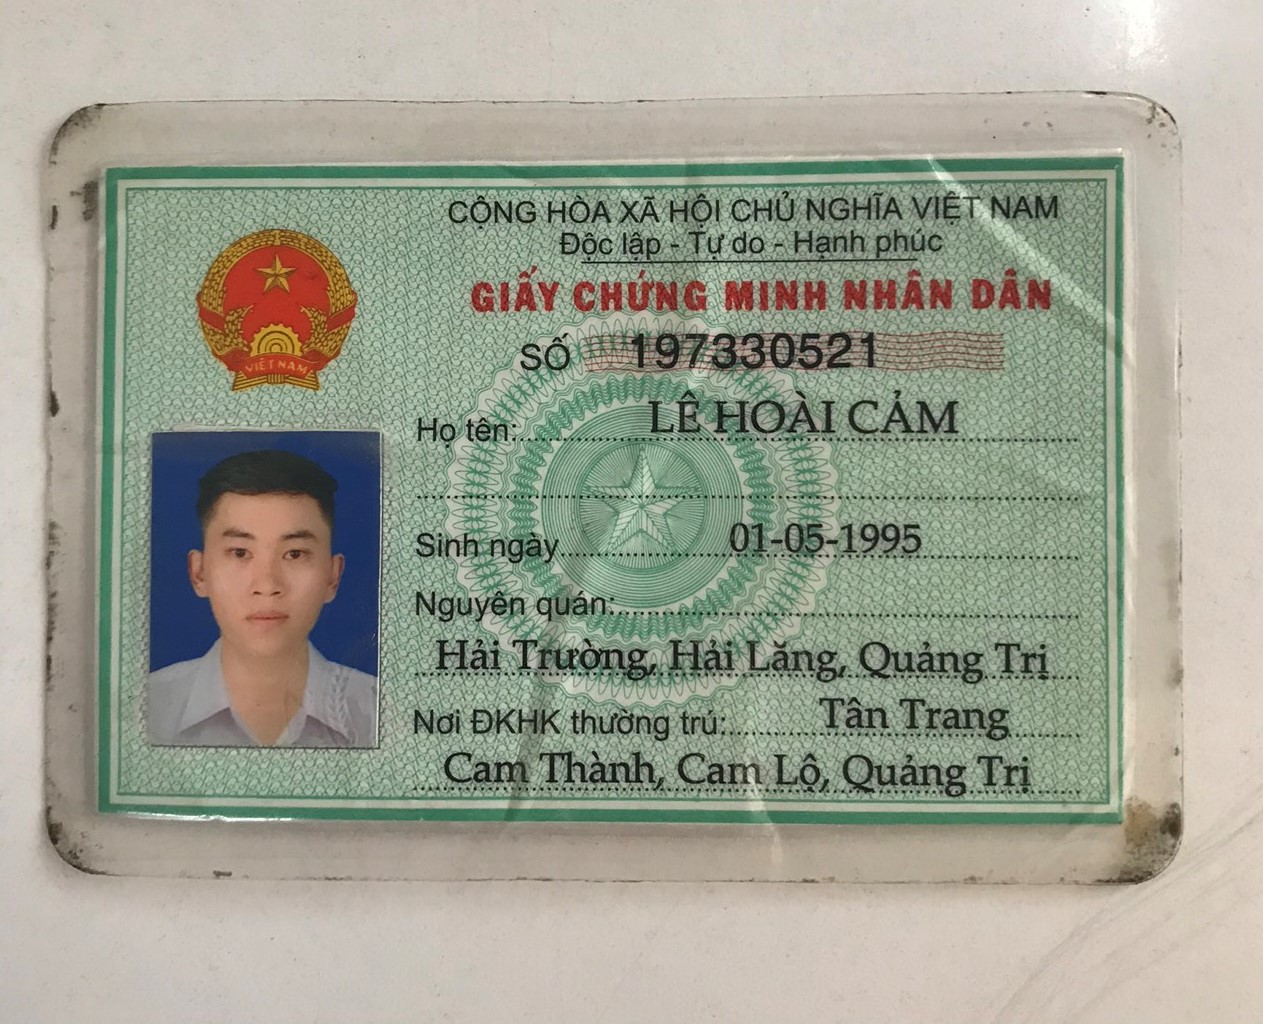 CỘNG HÒA XÃ HỘI CHỦ NGHĨA VIỆT NAM
Độc lập - Tự do - Hạnh phúc
GIẤY CHỨNG MINH NHÂN DÂN
SỐ 197330521
Họ tên: LÊ HOÀI CẢM
Sinh ngày 01-05-1995
Nguyên quán:
Hải Trường, Hải Lăng, Quảng Trị
Nơi ĐKHK thường trú: Tân Trang
Cam Thành, Cam Lộ, Quảng Trị
VIỆT NAM